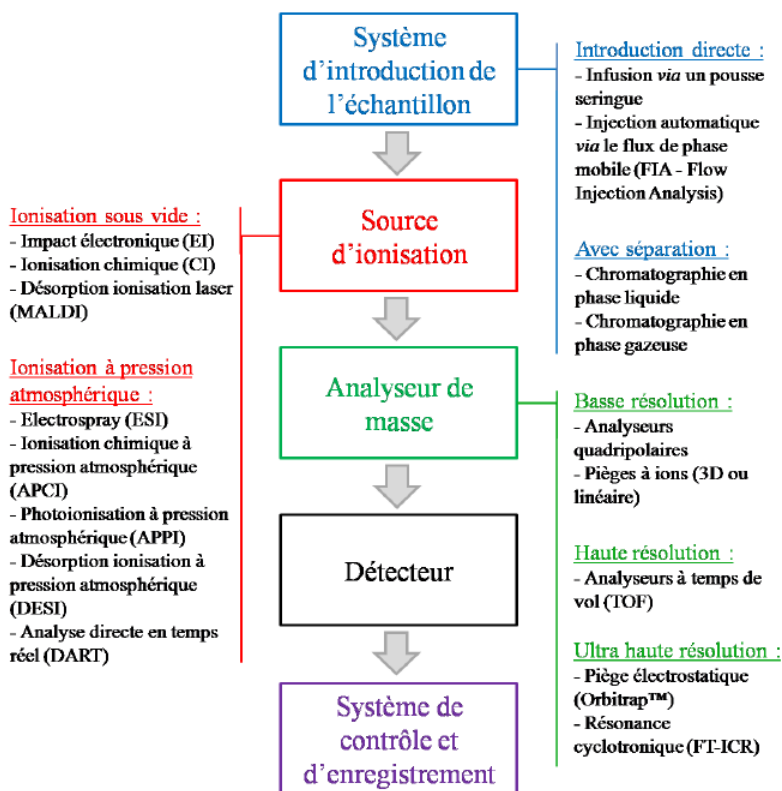 Système
d'introduction de
l'échantillon
Introduction directe :
- Infusion via un pousse
seringue
- Injection automatique
via le flux de phase
mobile (FIA - Flow
Injection Analysis)
Avec séparation :
- Chromatographie en
phase liquide
- Chromatographie en
phase gazeuse
Source
d'ionisation
Ionisation sous vide :
- Impact électronique (EI)
- Ionisation chimique (CI)
- Désorption ionisation laser
(MALDI)
Ionisation à pression
atmosphérique :
- Electrospray (ESI)
- Ionisation chimique à
pression atmosphérique
(APCI)
- Photoionisation à pression
atmosphérique (APPI)
- Désorption ionisation à
pression atmosphérique
(DESI)
- Analyse directe en temps
réel (DART)
Analyseur de
masse
Basse résolution :
- Analyseurs
quadripolaires
- Pièges à ions (3D ou
linéaire)
Haute résolution :
- Analyseurs à temps de
vol (TOF)
Ultra haute résolution :
- Piège électrostatique
(Orbitrap™)
- Résonance
cyclotronique (FT-ICR)
Détecteur
Système de
contrôle et
d'enregistrement